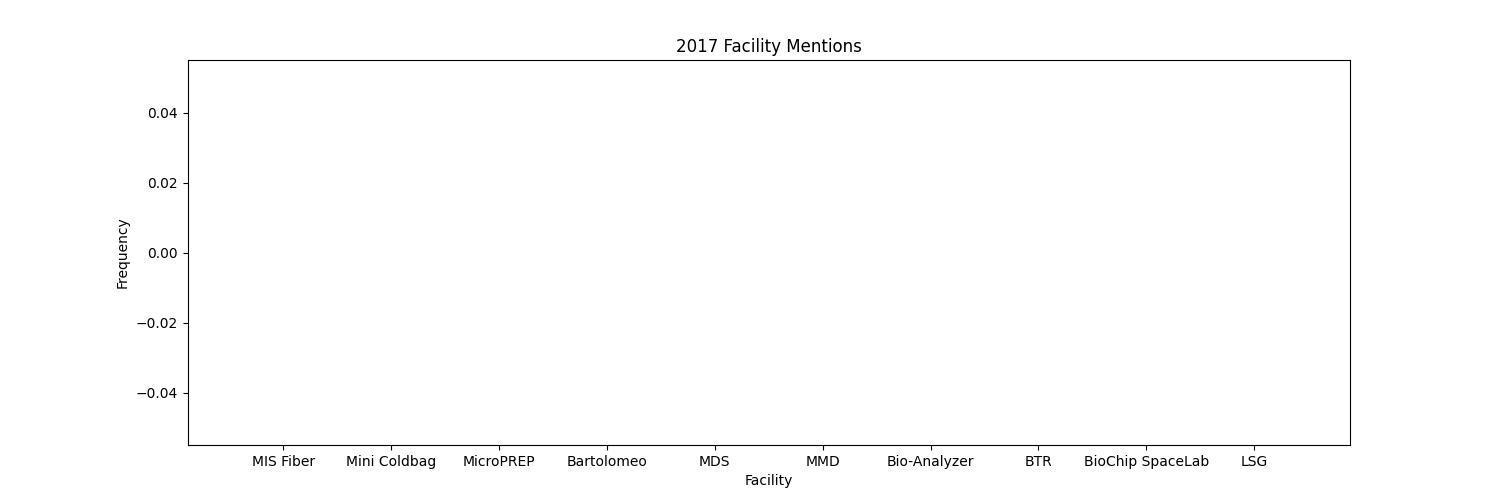 2017 Facility Mentions
0.04
0.02
0.00
−0.02
−0.04
Frequency
MIS Fiber Mini Coldbag MicroPREP Bartolomeo MDS MMD Bio-Analyzer BTR BioChip SpaceLab LSG
Facility